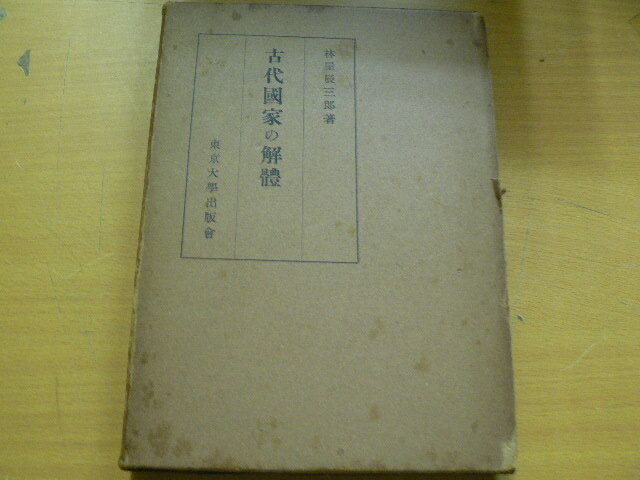 林屋辰三郎著
古代國家の解體
東京大學出版會